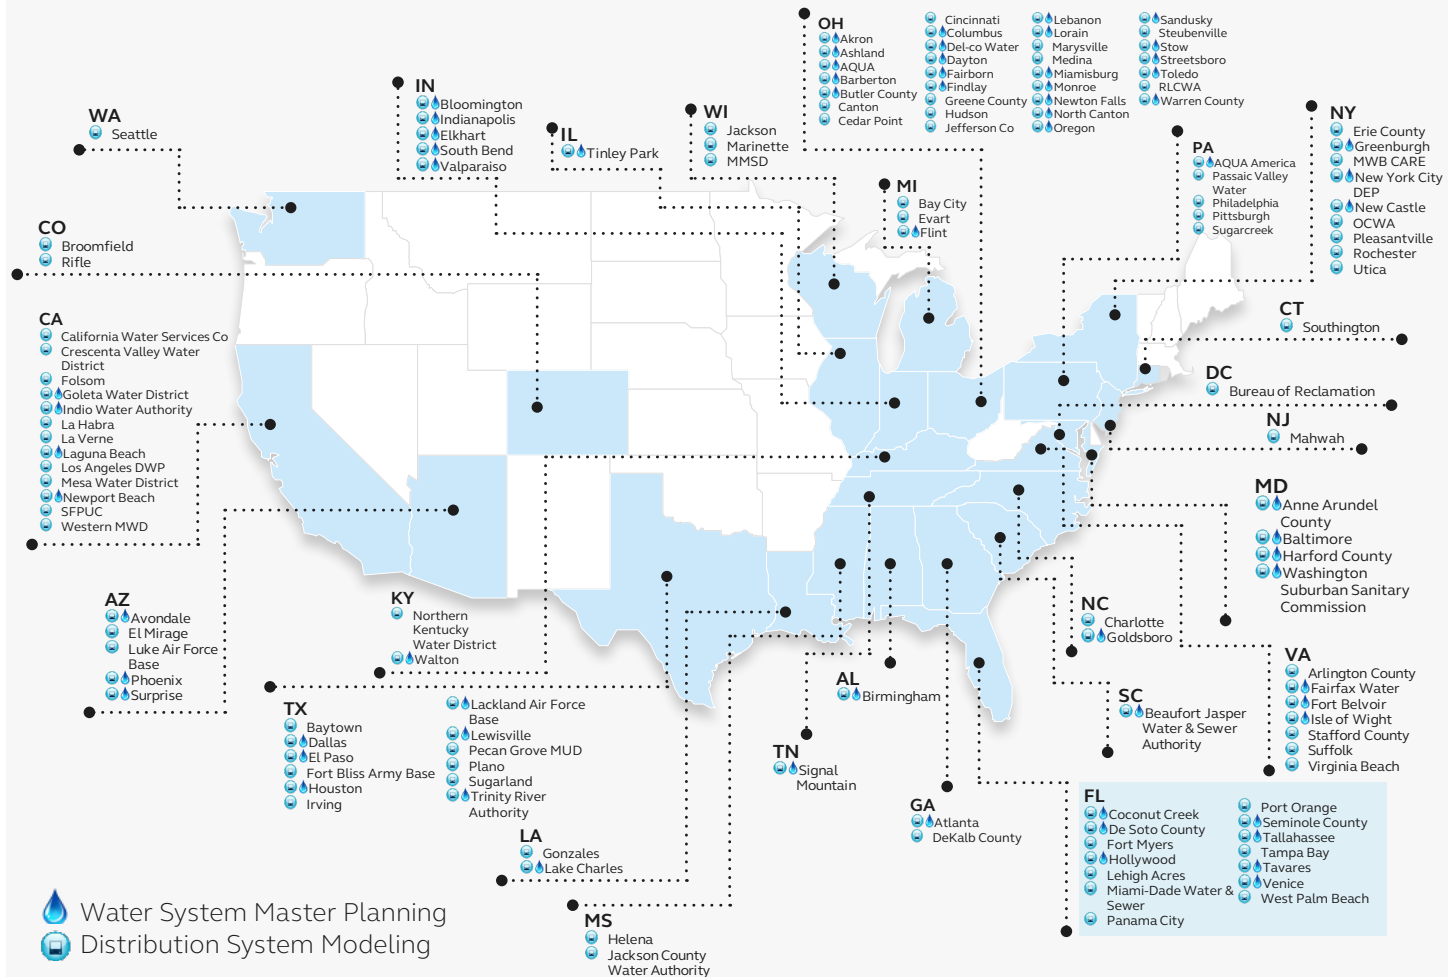 WA
Seattle
CO
Broomfield
Rifle
CA
California Water Services Co
Crescenta Valley Water
District
Folsom
Goleta Water District
Indio Water Authority
La Habra
La Verne
Laguna Beach
Los Angeles DWP
Mesa Water District
Newport Beach
SFPUC
Western MWD
AZ
Avondale
El Mirage
Luke Air Force
Base
Phoenix
Surprise
IN
Bloomington
Indianapolis
Elkhart
South Bend
Valparaiso
IL
Tinley Park
WI
Jackson
Marinette
MMSD
MI
Bay City
Evart
Flint
OH
Akron
Ashland
AQUA
Barberton
Butler County
Canton
Cedar Point
Cincinnati
Columbus
Del-co Water
Dayton
Fairborn
Findlay
Greene County
Hudson
Jefferson Co
Lebanon
Lorain
Marysville
Medina
Miamisburg
Monroe
Newton Falls
North Canton
Oregon
Sandusky
Steubenville
Stow
Streetsboro
Toledo
RLCWA
Warren County
PA
AQUA America
Passaic Valley
Water
Philadelphia
Pittsburgh
Sugarcreek
NY
Erie County
Greenburgh
MWB CARE
New York City
DEP
New Castle
OCWA
Pleasantville
Rochester
Utica
CT
Southington
DC
Bureau of Reclamation
NJ
Mahwah
MD
Anne Arundel
County
Baltimore
Harford County
Washington
Suburban Sanitary
Commission
KY
Northern
Kentucky
Water District
Walton
TX
Baytown
Dallas
El Paso
Fort Bliss Army Base
Houston
Irving
Lackland Air Force
Base
Lewisville
Pecan Grove MUD
Plano
Sugarland
Trinity River
Authority
LA
Gonzales
Lake Charles
MS
Helena
Jackson County
Water Authority
TN
Signal
Mountain
AL
Birmingham
GA
Atlanta
DeKalb County
NC
Charlotte
Goldsboro
SC
Beaufort Jasper
Water & Sewer
Authority
VA
Arlington County
Fairfax Water
Fort Belvoir
Isle of Wight
Stafford County
Suffolk
Virginia Beach
FL
Coconut Creek
De Soto County
Fort Myers
Hollywood
Lehigh Acres
Miami-Dade Water &
Sewer
Panama City
Port Orange
Seminole County
Tallahassee
Tampa Bay
Tavares
Venice
West Palm Beach
Water System Master Planning
Distribution System Modeling